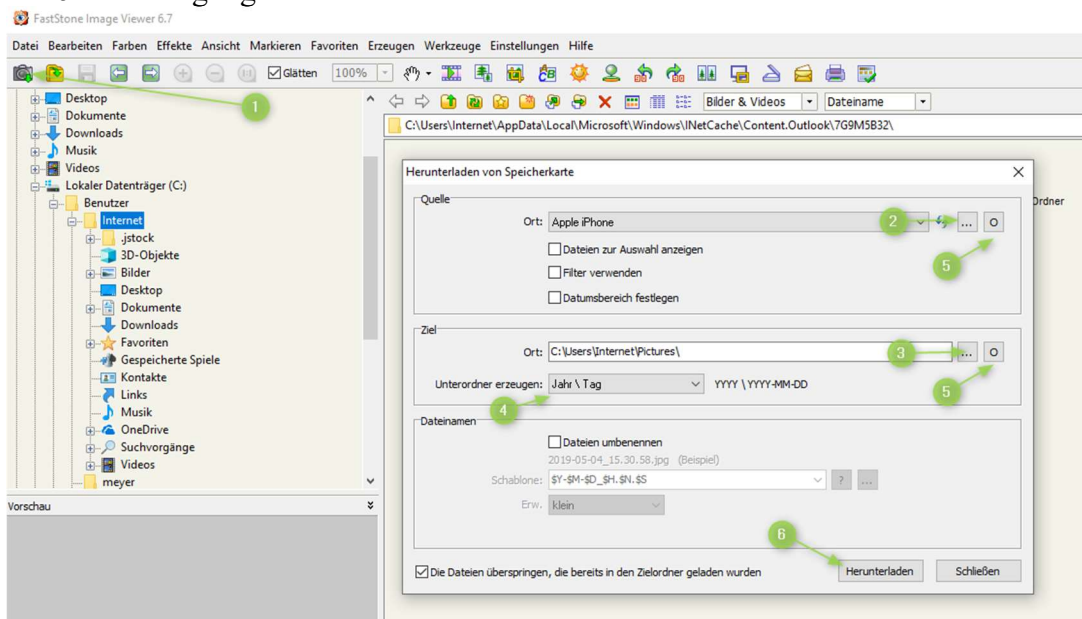 FastStone Image Viewer 6.7
Datei Bearbeiten Farben Effekte Ansicht Markieren Favoriten Erzeugen Werkzeuge Einstellungen Hilfe
Glätten 100%
1
Desktop
Dokumente
Downloads
Musik
Videos
Lokaler Datenträger (C:)
Benutzer
Internet
.jstock
3D-Objekte
Bilder
Desktop
Dokumente
Downloads
Favoriten
Gespeicherte Spiele
Kontakte
Links
Musik
OneDrive
Suchvorgänge
Videos
meyer
Vorschau
Bilder & Videos Dateiname
C:\Users\Internet\AppData\Local\Microsoft\Windows\INetCache\Content.Outlook\7G9M5B32\
Ordner
Herunterladen von Speicherkarte
Quelle
Ort: Apple iPhone 2 ... O
Dateien zur Auswahl anzeigen
5
Filter verwenden
Datumsbereich festlegen
Ziel
Ort: C:\Users\Internet\Pictures\ 3 ... O
Unterordner erzeugen: Jahr \ Tag YYYY \ YYYY-MM-DD
5
4
Dateinamen
Dateien umbenennen
2019-05-04_15.30.58.jpg (Beispiel)
Schablone: $Y-$M-$D_$H.$N.$S ? ...
Erw. klein
6
Die Dateien überspringen, die bereits in den Zielordner geladen wurden
Herunterladen Schließen